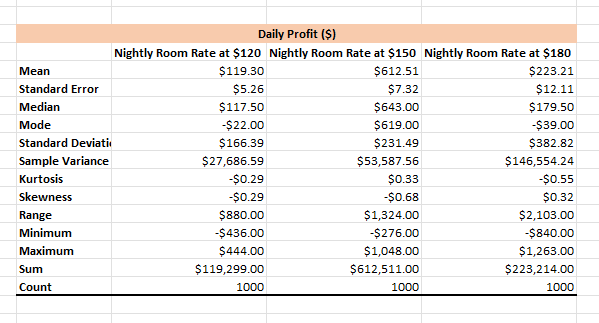 Daily Profit ($)
Nightly Room Rate at $120 Nightly Room Rate at $150 Nightly Room Rate at $180
Mean $119.30 $612.51 $223.21
Standard Error $5.26 $7.32 $12.11
Median $117.50 $643.00 $179.50
Mode -$22.00 $619.00 -$39.00
Standard Deviati $166.39 $231.49 $382.82
Sample Variance $27,686.59 $53,587.56 $146,554.24
Kurtosis -$0.29 $0.33 -$0.55
Skewness -$0.29 -$0.68 $0.32
Range $880.00 $1,324.00 $2,103.00
Minimum -$436.00 -$276.00 -$840.00
Maximum $444.00 $1,048.00 $1,263.00
Sum $119,299.00 $612,511.00 $223,214.00
Count 1000 1000 1000